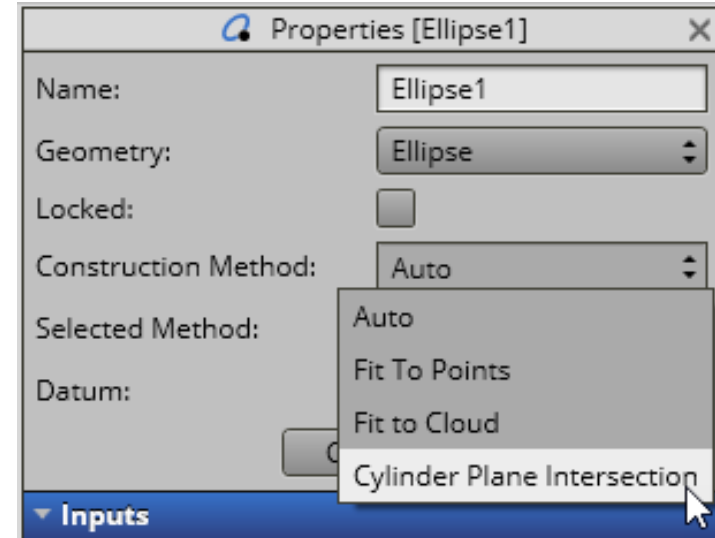 Properties [Ellipse1]
Name: Ellipse1
Geometry: Ellipse
Locked:
Construction Method: Auto
Auto
Selected Method:
Fit To Points
Datum:
Fit to Cloud
Cylinder Plane Intersection
Inputs